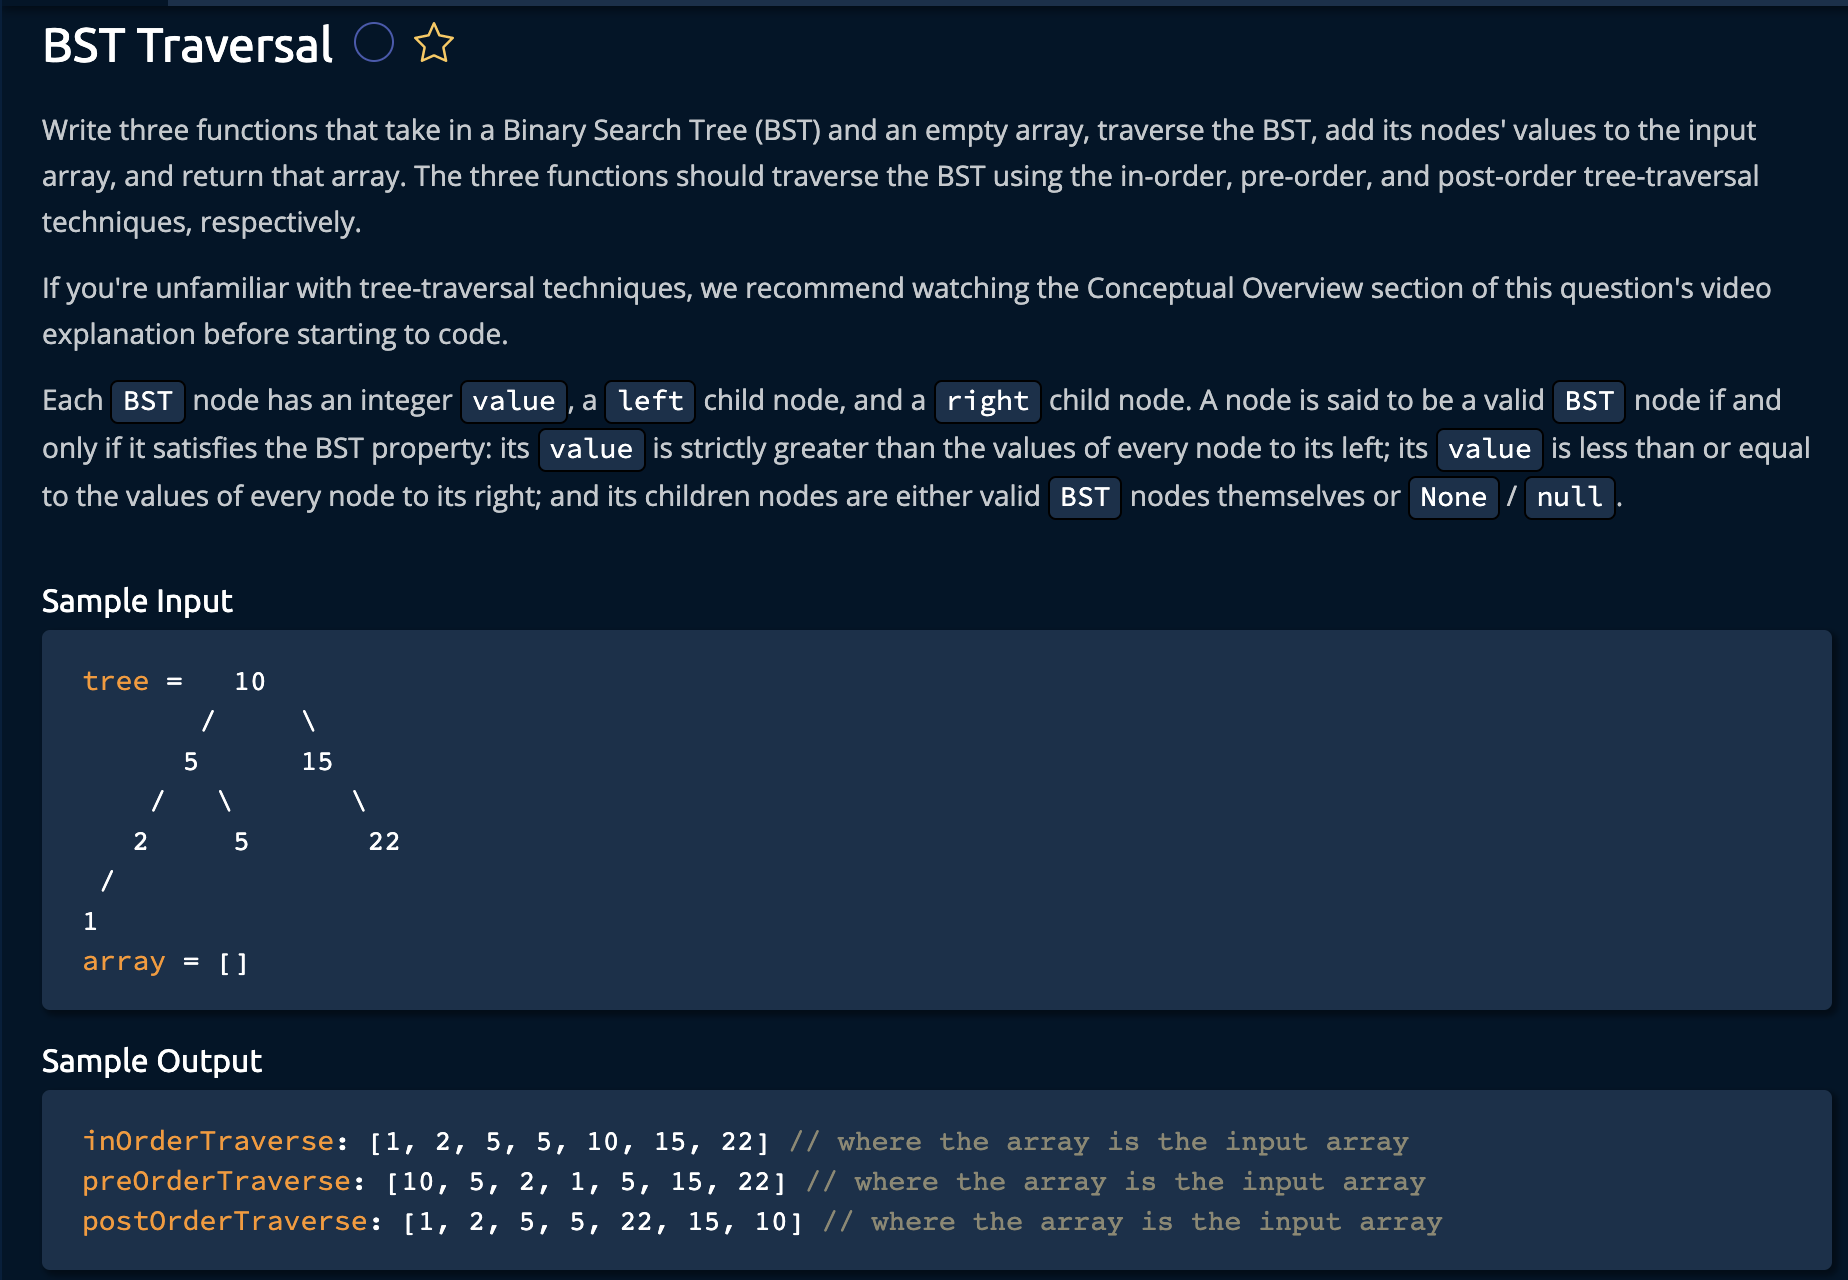 BST Traversal
Write three functions that take in a Binary Search Tree (BST) and an empty array, traverse the BST, add its nodes' values to the input
array, and return that array. The three functions should traverse the BST using the in-order, pre-order, and post-order tree-traversal
techniques, respectively.
If you're unfamiliar with tree-traversal techniques, we recommend watching the Conceptual Overview section of this question's video
explanation before starting to code.
Each BST node has an integer value, a left child node, and a right child node. A node is said to be a valid BST node if and
only if it satisfies the BST property: its value is strictly greater than the values of every node to its left; its value is less than or equal
to the values of every node to its right; and its children nodes are either valid BST nodes themselves or None / null.
Sample Input
tree =   10
       /     \
      5      15
    /   \       \
   2     5       22
 /
1
array = []
Sample Output
inOrderTraverse: [1, 2, 5, 5, 10, 15, 22] // where the array is the input array
preOrderTraverse: [10, 5, 2, 1, 5, 15, 22] // where the array is the input array
postOrderTraverse: [1, 2, 5, 5, 22, 15, 10] // where the array is the input array